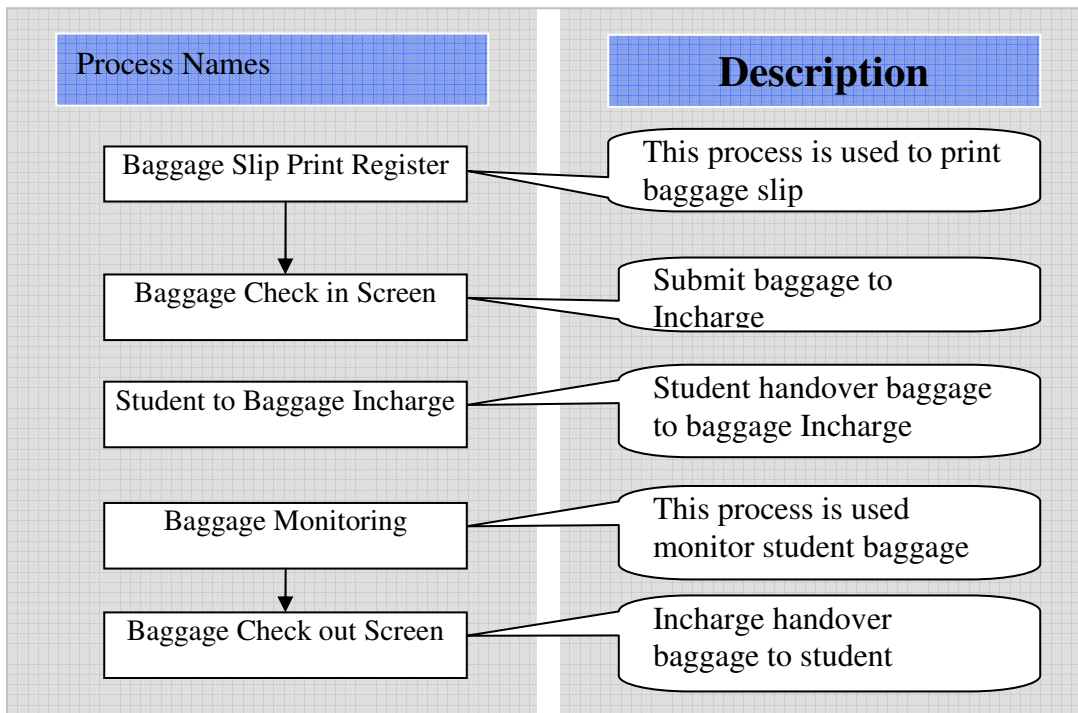 Process Names
Description
Baggage Slip Print Register
This process is used to print
baggage slip
Baggage Check in Screen
Submit baggage to
Incharge
Student to Baggage Incharge
Student handover baggage
to baggage Incharge
Baggage Monitoring
This process is used
monitor student baggage
Baggage Check out Screen
Incharge handover
baggage to student